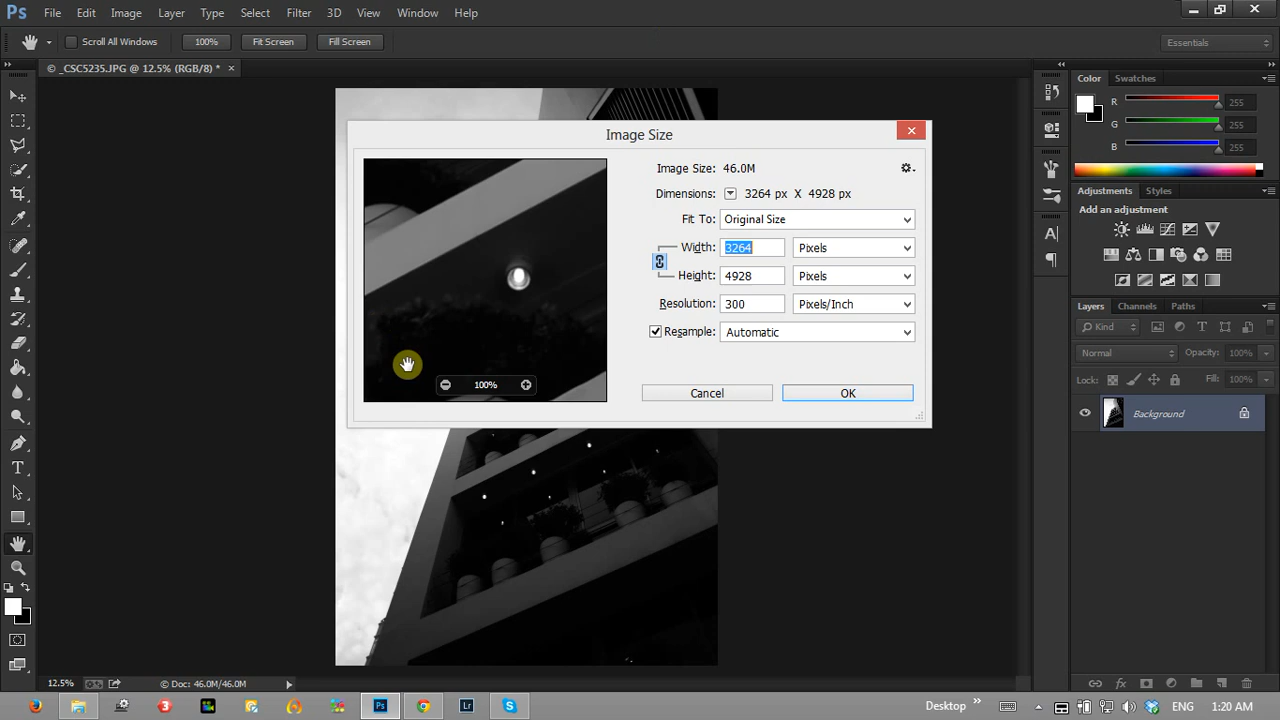 Ps File Edit Image Layer Type Select Filter 3D View Window Help
Scroll All Windows 100% Fit Screen Fill Screen Essentials
© _CSC5235.JPG @ 12.5% (RGB/8) * ×
Color Swatches
R 255
G 255
B 255
Image Size
Image Size: 46.0M
Dimensions: 3264 px X 4928 px
Fit To: Original Size
Width: 3264 Pixels
Height: 4928 Pixels
Resolution: 300 Pixels/Inch
Resample: Automatic
100%
Cancel OK
Adjustments Styles
Add an adjustment
Layers Channels Paths
Kind
Normal Opacity: 100%
Lock: Fill: 100%
Background
12.5% © Doc: 46.0M/46.0M
3 Ps Lr Desktop » ENG 1:20 AM